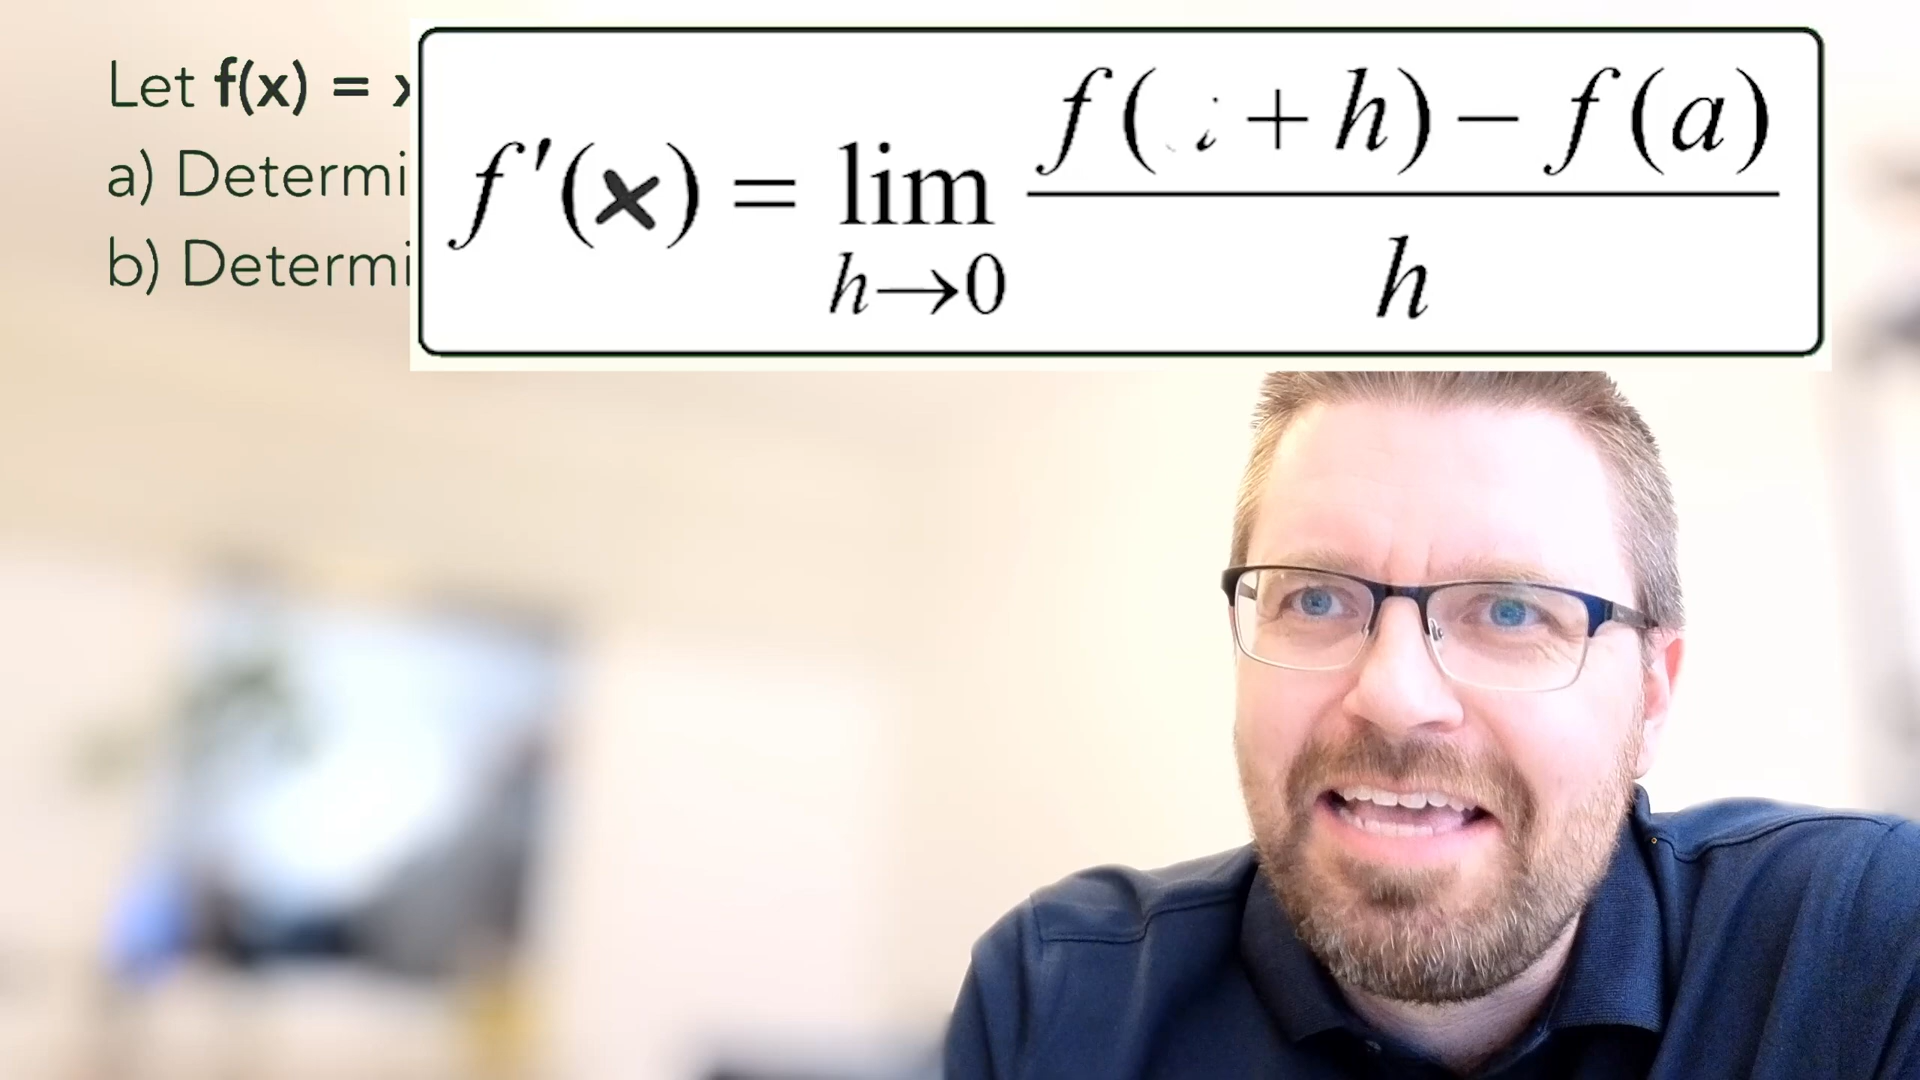 Let f(x) = x
a) Determi
b) Determi
f'(x) = lim h→0 f( + h) − f(a) / h